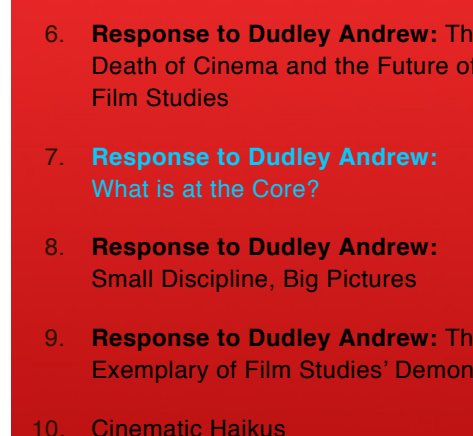 6. Response to Dudley Andrew: Th
Death of Cinema and the Future of
Film Studies
7. Response to Dudley Andrew:
What is at the Core?
8. Response to Dudley Andrew:
Small Discipline, Big Pictures
9. Response to Dudley Andrew: Th
Exemplary of Film Studies’ Demon
10. Cinematic Haikus